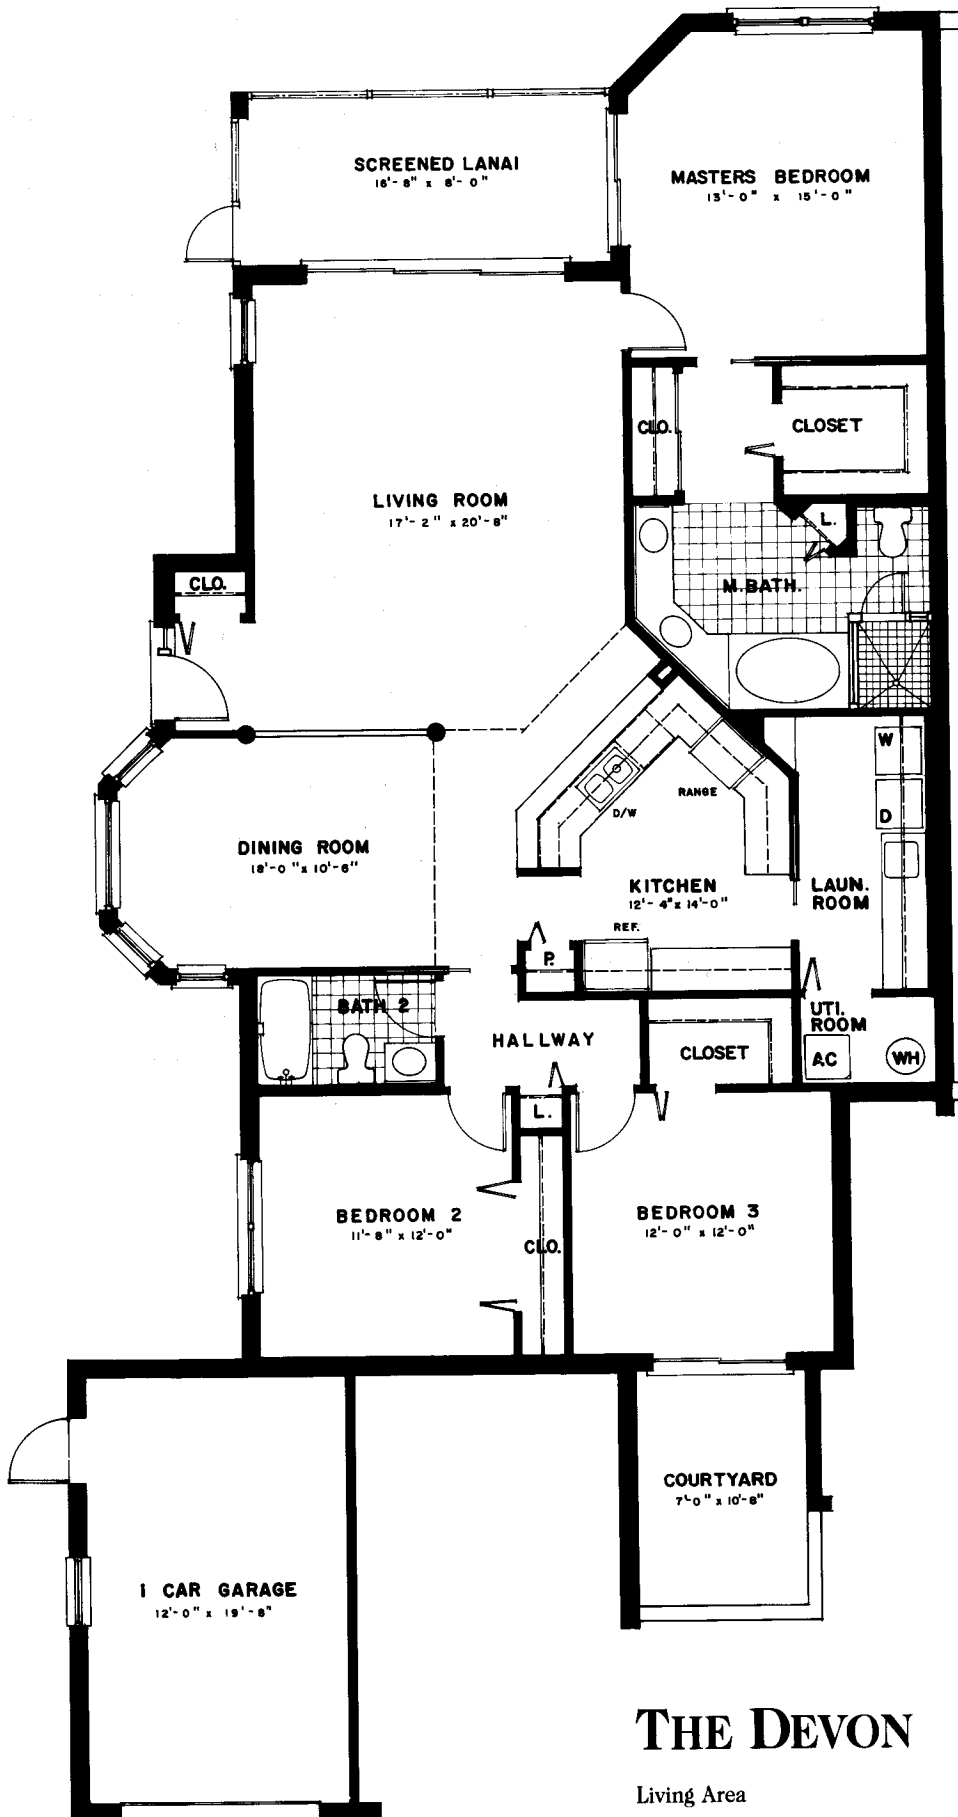 SCREENED LANAI
16'-8" x 8'-0"
MASTERS BEDROOM
13'-0" x 15'-0"
CLO.
CLOSET
LIVING ROOM
17'-2" x 20'-8"
L.
M.BATH.
CLO.
W
D
RANGE
D/W
DINING ROOM
18'-0" x 10'-6"
KITCHEN
12'-4" x 14'-0"
LAUN.
ROOM
REF.
P.
BATH 2
HALLWAY
CLOSET
UTI.
ROOM
A.C
WH
L.
BEDROOM 2
11'-8" x 12'-0"
BEDROOM 3
12'-0" x 12'-0"
CLO.
COURTYARD
7'-0" x 10'-8"
1 CAR GARAGE
12'-0" x 19'-8"
THE DEVON
Living Area